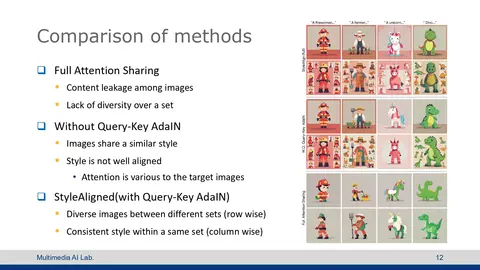 Comparison of methods
Full Attention Sharing
Content leakage among images
Lack of diversity over a set
Without Query-Key AdaIN
Images share a similar style
Style is not well aligned
Attention is various to the target images
StyleAligned(with Query-Key AdaIN)
Diverse images between different sets (row wise)
Consistent style within a same set (column wise)
"A firewoman..." "A farmer..." "A unicorn..." "Dino..."
StyleAlign (full)
W.O. Query-Key AdaIN
Full Attention Sharing
Multimedia AI Lab.
12